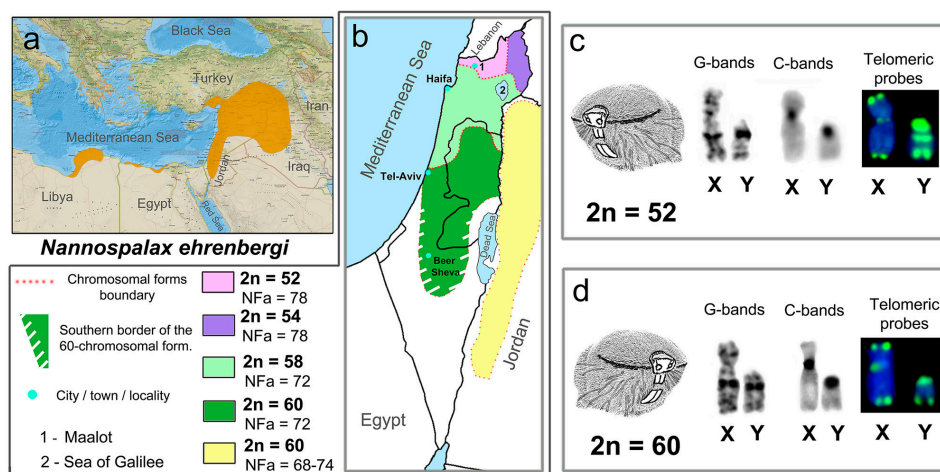 a
Black Sea
Turkey
Iran
Mediterranean Sea
Jordan
Iraq
Libya
Egypt
Red Sea
Nannospalax ehrenbergi
Chromosomal forms
boundary
Southern border of the
60-chromosomal form.
City / town / locality
1 - Maalot
2 - Sea of Galilee
2n = 52
NFa = 78
2n = 54
NFa = 78
2n = 58
NFa = 72
2n = 60
NFa = 72
2n = 60
NFa = 68-74
b
Mediterranean Sea
Lebanon
1
Haifa
2
Tel-Aviv
Dead Sea
Beer
Sheva
Jordan
Egypt
c
G-bands
C-bands
Telomeric
probes
X Y X Y X Y
2n = 52
d
G-bands
C-bands
Telomeric
probes
X Y X Y X Y
2n = 60